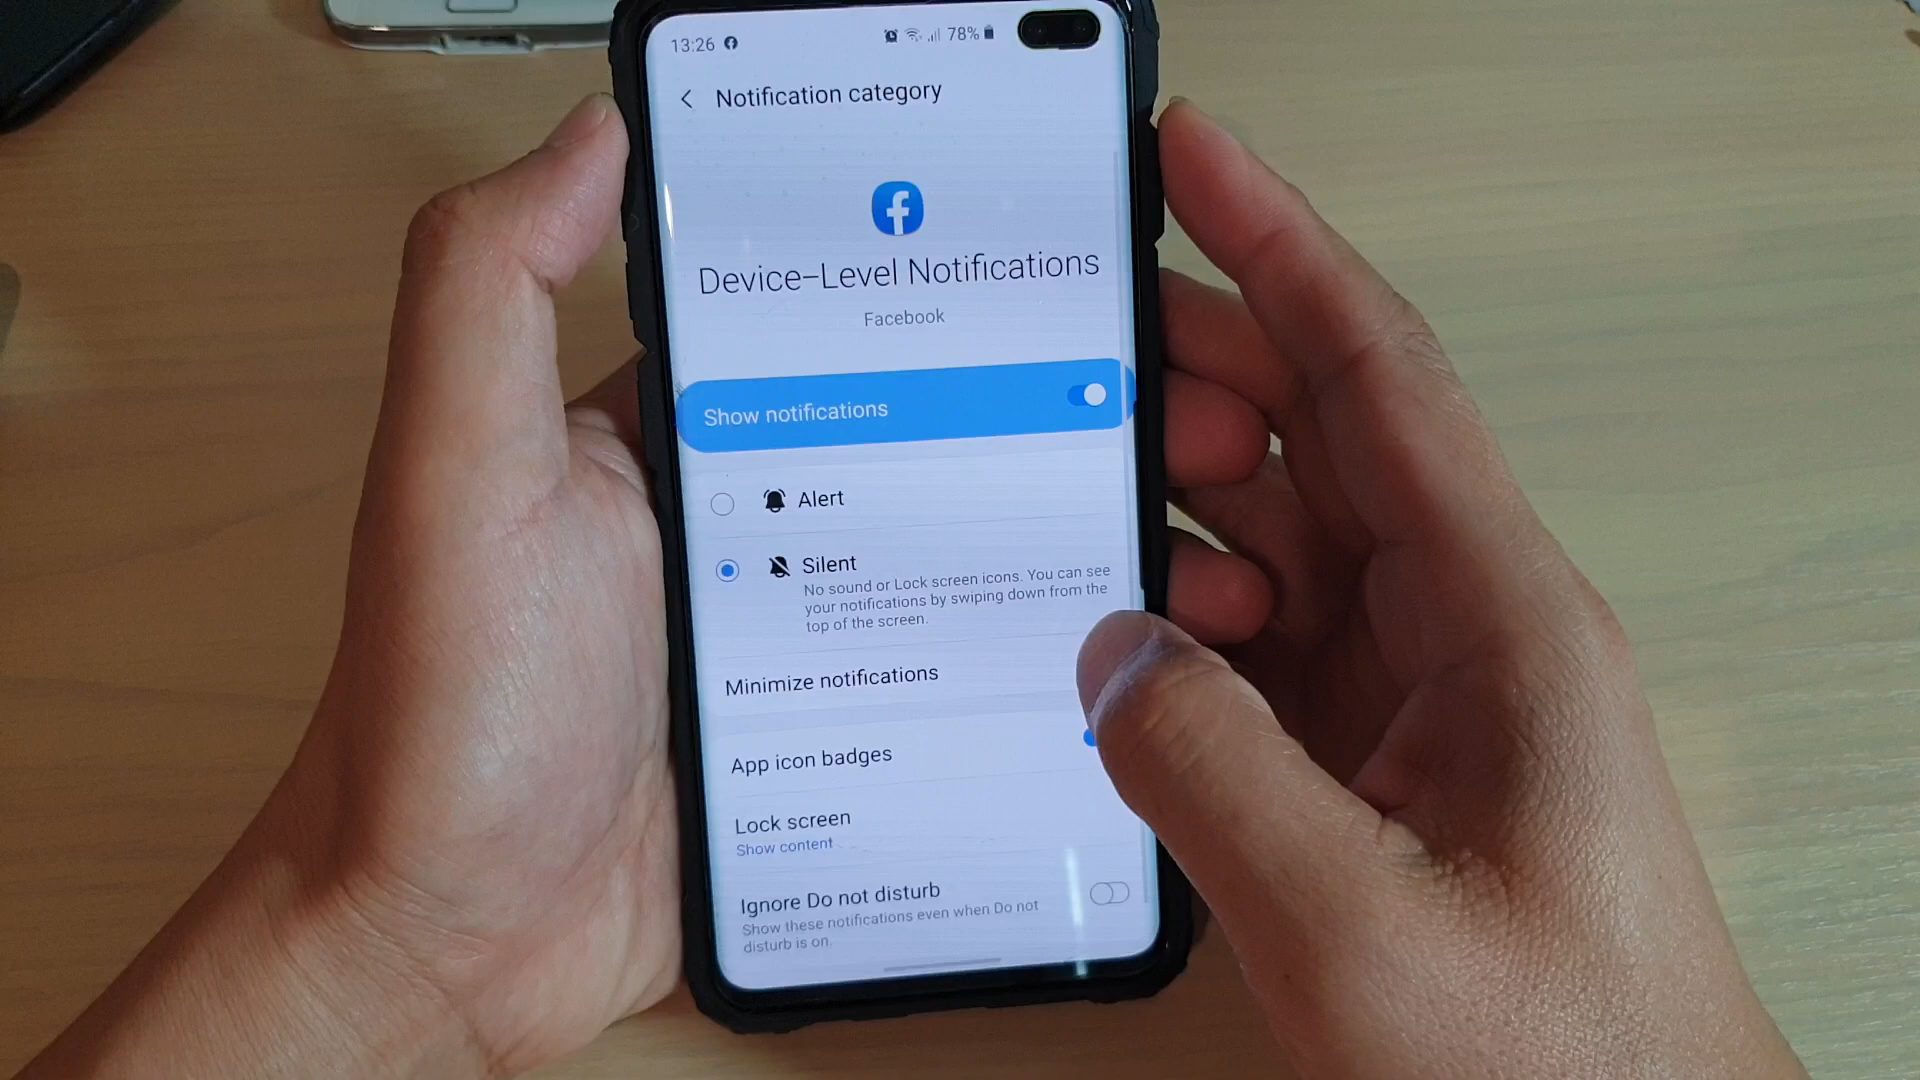 13:26
78%
Notification category
Device-Level Notifications
Facebook
Show notifications
Alert
Silent
No sound or Lock screen icons. You can see
your notifications by swiping down from the
top of the screen.
Minimize notifications
App icon badges
Lock screen
Show content
Ignore Do not disturb
Show these notifications even when Do not
disturb is on.